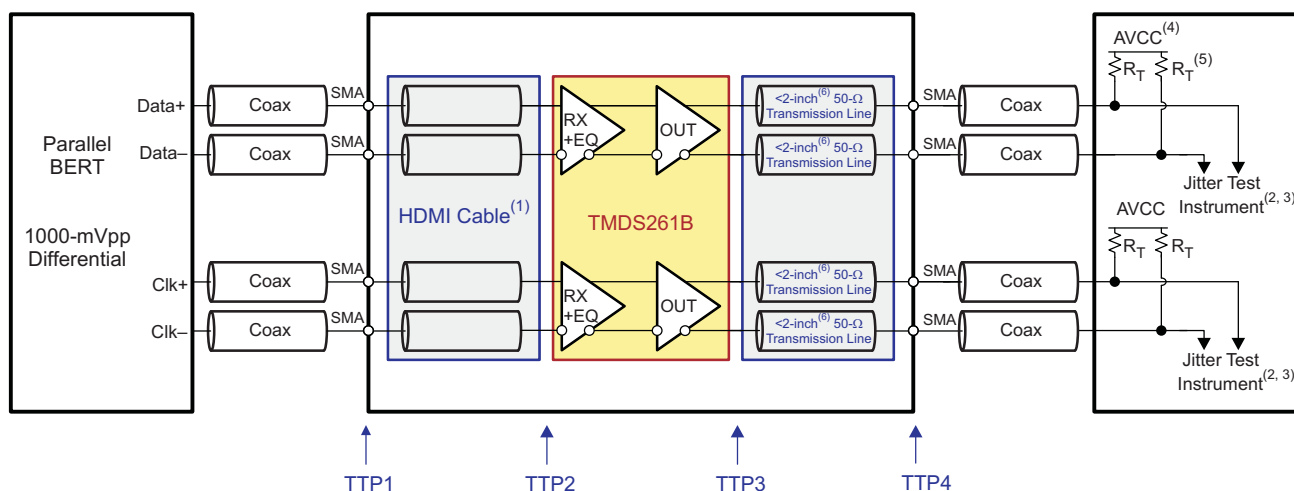 Parallel
BERT
1000-mVpp
Differential
Data+
Data–
Clk+
Clk–
Coax
Coax
Coax
Coax
SMA
SMA
SMA
SMA
HDMI Cable(1)
RX
+EQ
OUT
TMDS261B
RX
+EQ
OUT
<2-inch(6) 50-Ω
Transmission Line
<2-inch(6) 50-Ω
Transmission Line
<2-inch(6) 50-Ω
Transmission Line
<2-inch(6) 50-Ω
Transmission Line
SMA
SMA
SMA
SMA
Coax
Coax
Coax
Coax
AVCC(4)
RT
RT(5)
Jitter Test
Instrument(2, 3)
AVCC
RT
RT
Jitter Test
Instrument(2, 3)
TTP1
TTP2
TTP3
TTP4